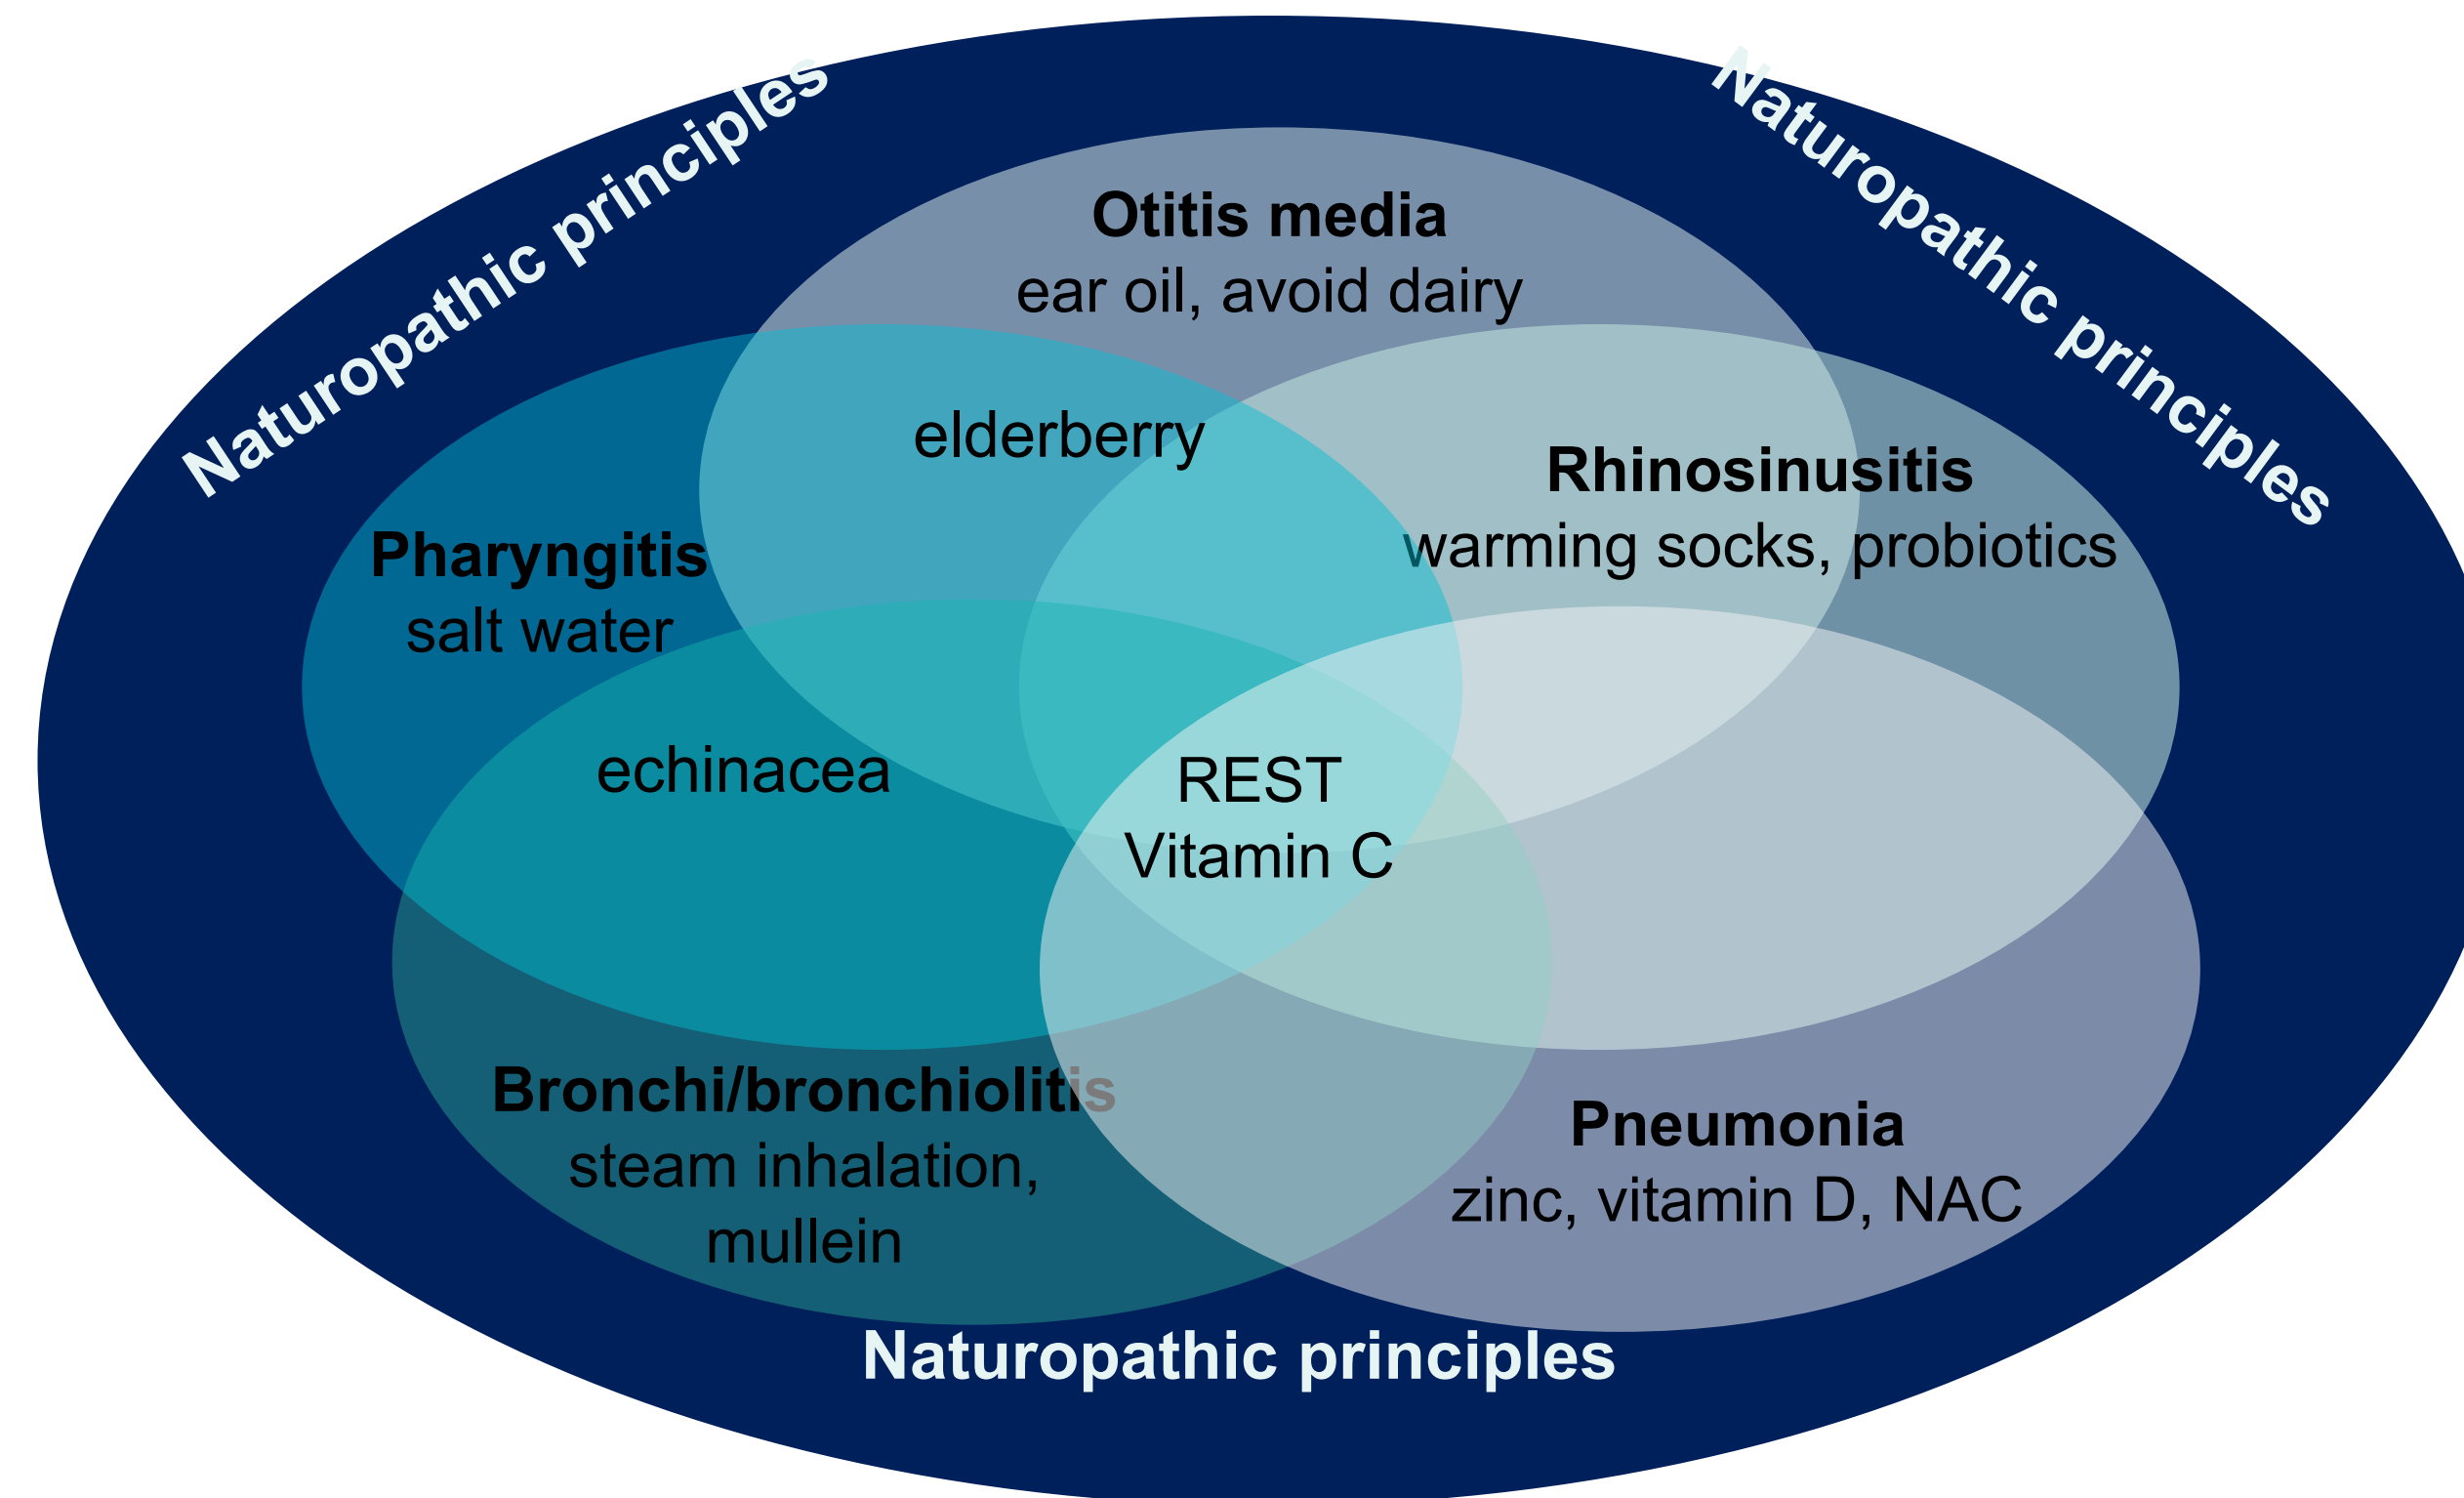 Naturopathic principles
Naturopathic principles
Otitis media
ear oil, avoid dairy
elderberry
Rhinosinusitis
warming socks, probiotics
Pharyngitis
salt water
echinacea
REST
Vitamin C
Bronchi/bronchiolitis
steam inhalation,
mullein
Pneumonia
zinc, vitamin D, NAC
Naturopathic principles